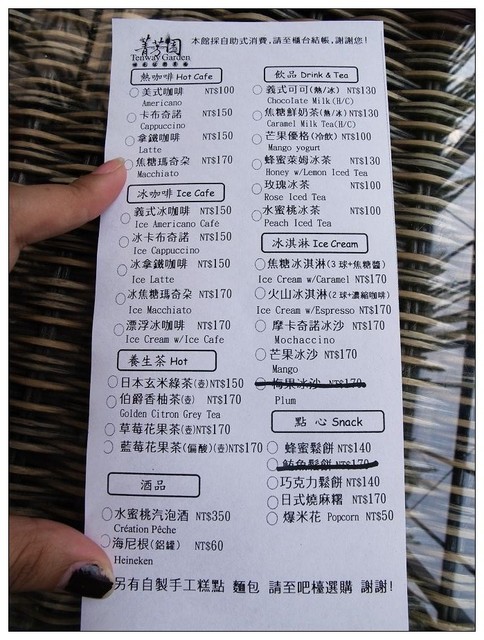 菁芳園
Tenway Garden
本館採自助式消費,請至櫃台結帳,謝謝您!
熱咖啡 Hot Cafe
美式咖啡 NT$100
Americano
卡布奇諾 NT$150
Cappuccino
拿鐵咖啡 NT$150
Latte
焦糖瑪奇朵 NT$170
Macchiato
冰咖啡 Ice Cafe
義式冰咖啡 NT$150
Ice Americano Café
冰卡布奇諾 NT$150
Ice Cappuccino
冰拿鐵咖啡 NT$150
Ice Latte
冰焦糖瑪奇朵 NT$170
Ice Macchiato
漂浮冰咖啡 NT$170
Ice Cream w/Ice Cafe
養生茶 Hot
日本玄米綠茶(壺)NT$150
伯爵香柚茶(壺) NT$170
Golden Citron Grey Tea
草莓花果茶(壺) NT$170
藍莓花果茶(偏酸)(壺)NT$170
酒品
水蜜桃汽泡酒 NT$350
Création Pêche
海尼根(鋁罐) NT$60
Heineken
飲品 Drink & Tea
義式可可(熱/冰) NT$130
Chocolate Milk(H/C)
焦糖鮮奶茶(熱/冰)NT$130
Caramel Milk Tea(H/C)
芒果優格(冷飲) NT$100
Mango yogurt
蜂蜜萊姆冰茶 NT$130
Honey w/Lemon Iced Tea
玫瑰冰茶 NT$100
Rose Iced Tea
水蜜桃冰茶 NT$100
Peach Iced Tea
冰淇淋 Ice Cream
焦糖冰淇淋(3球+焦糖醬)
Ice Cream w/Caramel NT$170
火山冰淇淋(2球+濃縮咖啡)
Ice Cream w/Espresso NT$170
摩卡奇諾冰沙 NT$170
Mochaccino
芒果冰沙 NT$170
Mango
梅果冰沙 NT$170
Plum
點 心 Snack
蜂蜜鬆餅 NT$140
鮪魚鬆餅 NT$170
巧克力鬆餅 NT$140
日式燒麻糬 NT$170
爆米花 Popcorn NT$50
另有自製手工糕點 麵包 請至吧檯選購 謝謝!